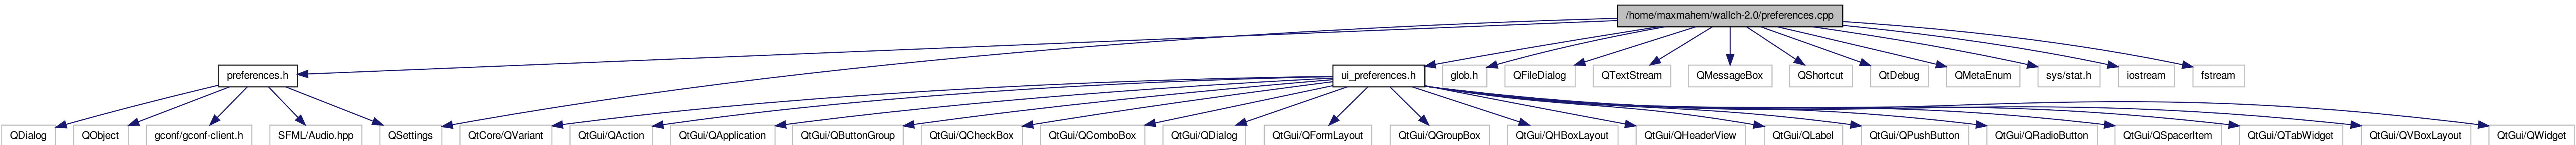 /home/maxmahem/wallch-2.0/preferences.cpp
preferences.h
ui_preferences.h
glob.h
QFileDialog
QTextStream
QMessageBox
QShortcut
QtDebug
QMetaEnum
sys/stat.h
iostream
fstream
QDialog
QObject
gconf/gconf-client.h
SFML/Audio.hpp
QSettings
QtCore/QVariant
QtGui/QAction
QtGui/QApplication
QtGui/QButtonGroup
QtGui/QCheckBox
QtGui/QComboBox
QtGui/QDialog
QtGui/QFormLayout
QtGui/QGroupBox
QtGui/QHBoxLayout
QtGui/QHeaderView
QtGui/QLabel
QtGui/QPushButton
QtGui/QRadioButton
QtGui/QSpacerItem
QtGui/QTabWidget
QtGui/QVBoxLayout
QtGui/QWidget